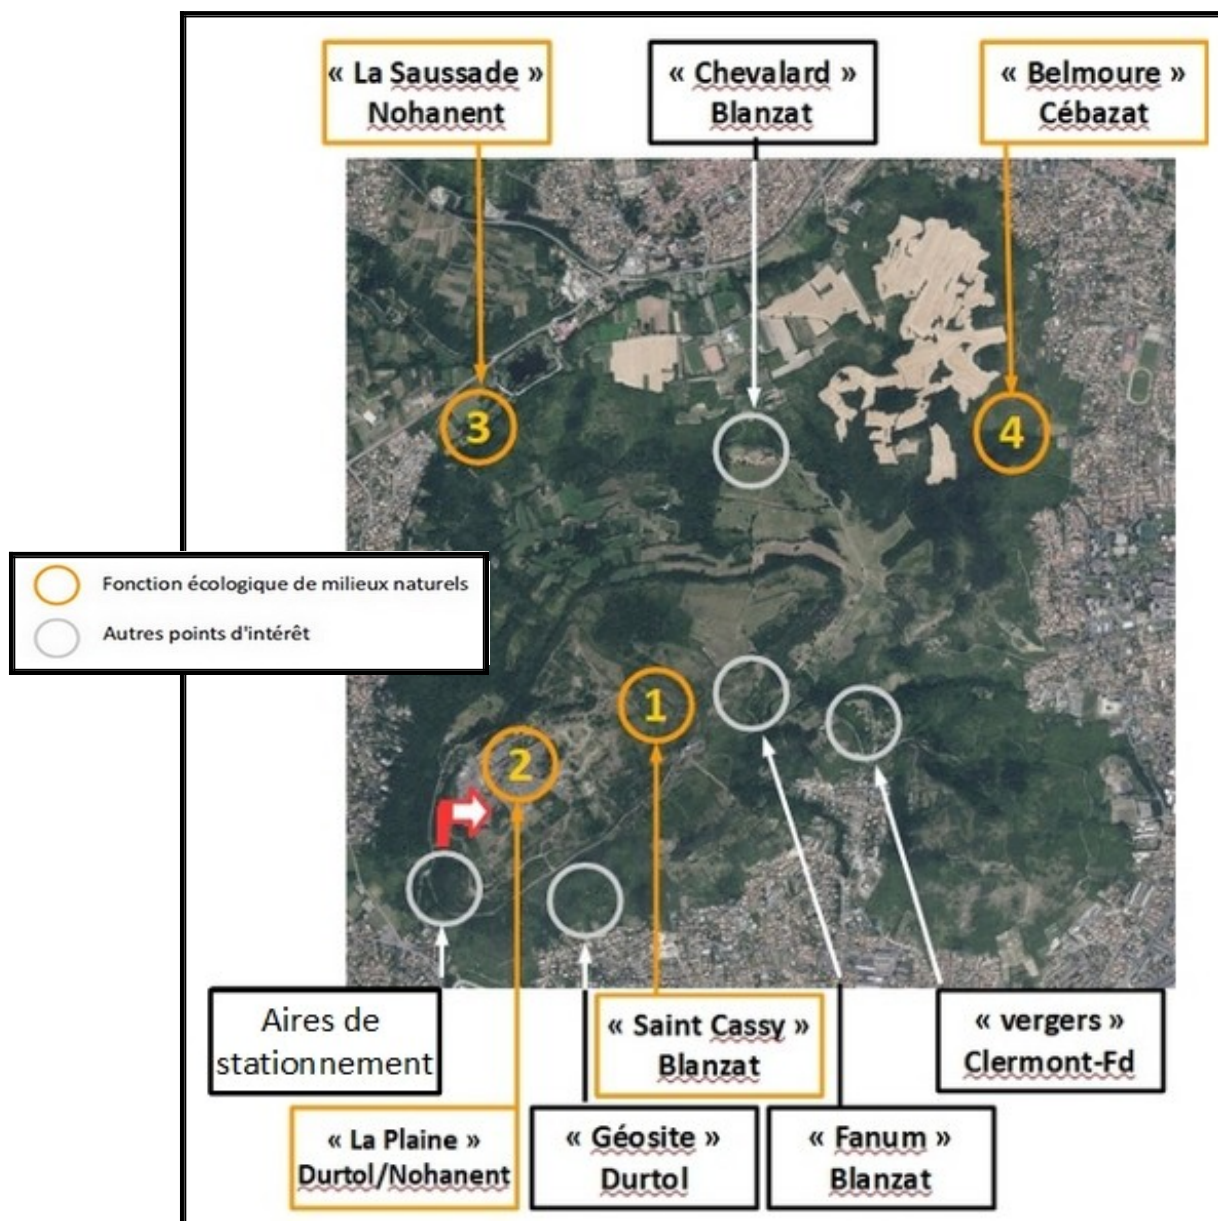 « La Saussade »
Nohanent
« Chevalard »
Blanzat
« Belmoure »
Cébazat
3
4
Fonction écologique de milieux naturels
Autres points d'intérêt
1
2
Aires de
stationnement
« Saint Cassy »
Blanzat
« vergers »
Clermont-Fd
« La Plaine »
Durtol/Nohanent
« Géosite »
Durtol
« Fanum »
Blanzat